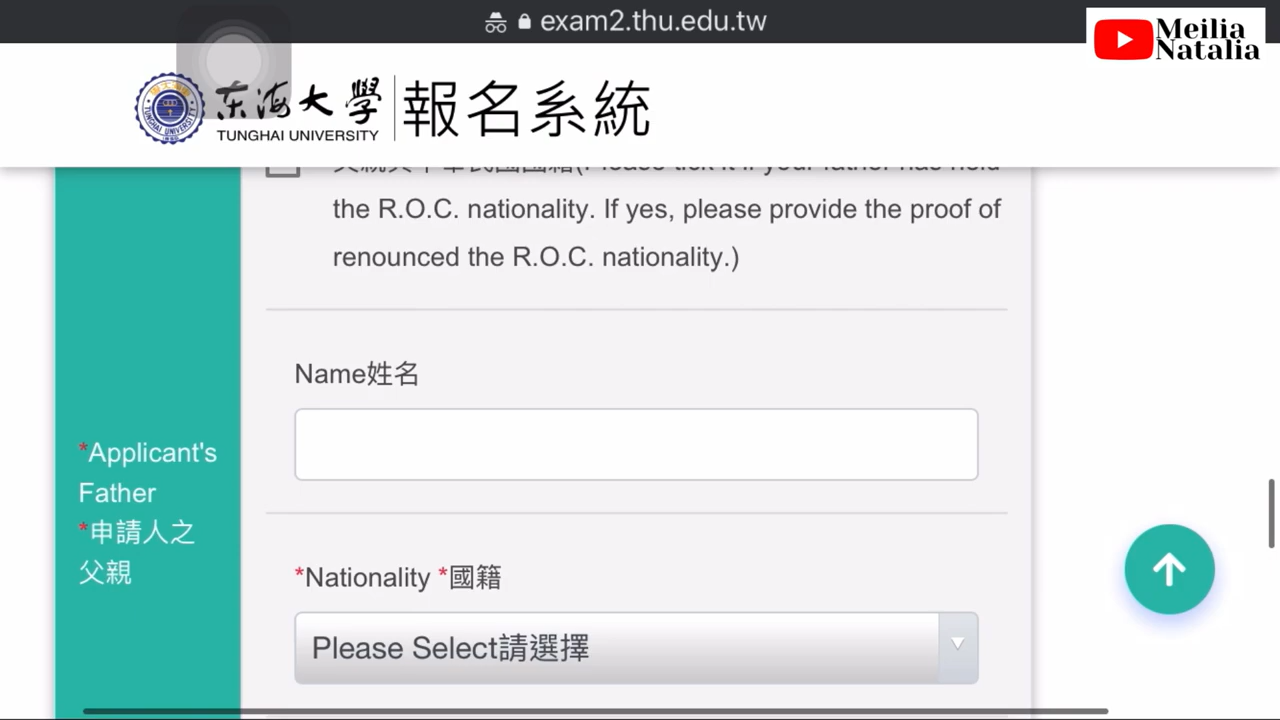 exam2.thu.edu.tw
Meilia
Natalia
东海大學
TUNGHAI UNIVERSITY
報名系統
the R.O.C. nationality. If yes, please provide the proof of
renounced the R.O.C. nationality.)
Name姓名
*Applicant's
Father
*申請人之
父親
*Nationality *國籍
Please Select請選擇